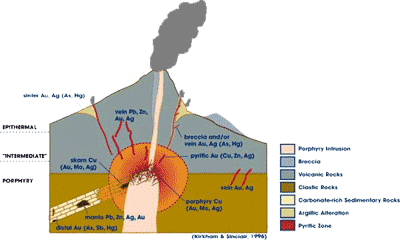 sinter Au, Ag (As, Hg)
vein Pb, Zn,
Au, Ag
EPITHERMAL
breccia and/or
vein Au, Ag (As, Hg)
"INTERMEDIATE"
skarn Cu
(Au, Mo, Ag)
pyritic Au (Cu, Zn, Ag)
PORPHYRY
vein Au, Ag
porphyry Cu
(Au, Mo, Ag)
manto Pb, Zn, Ag, Au
distal Au (As, Sb, Hg)
(Kirkham & Sinclair, 1996)
Porphyry Intrusion
Breccia
Volcanic Rocks
Clastic Rocks
Carbonate-rich Sedimentary Rocks
Argillic Alteration
Pyritic Zone